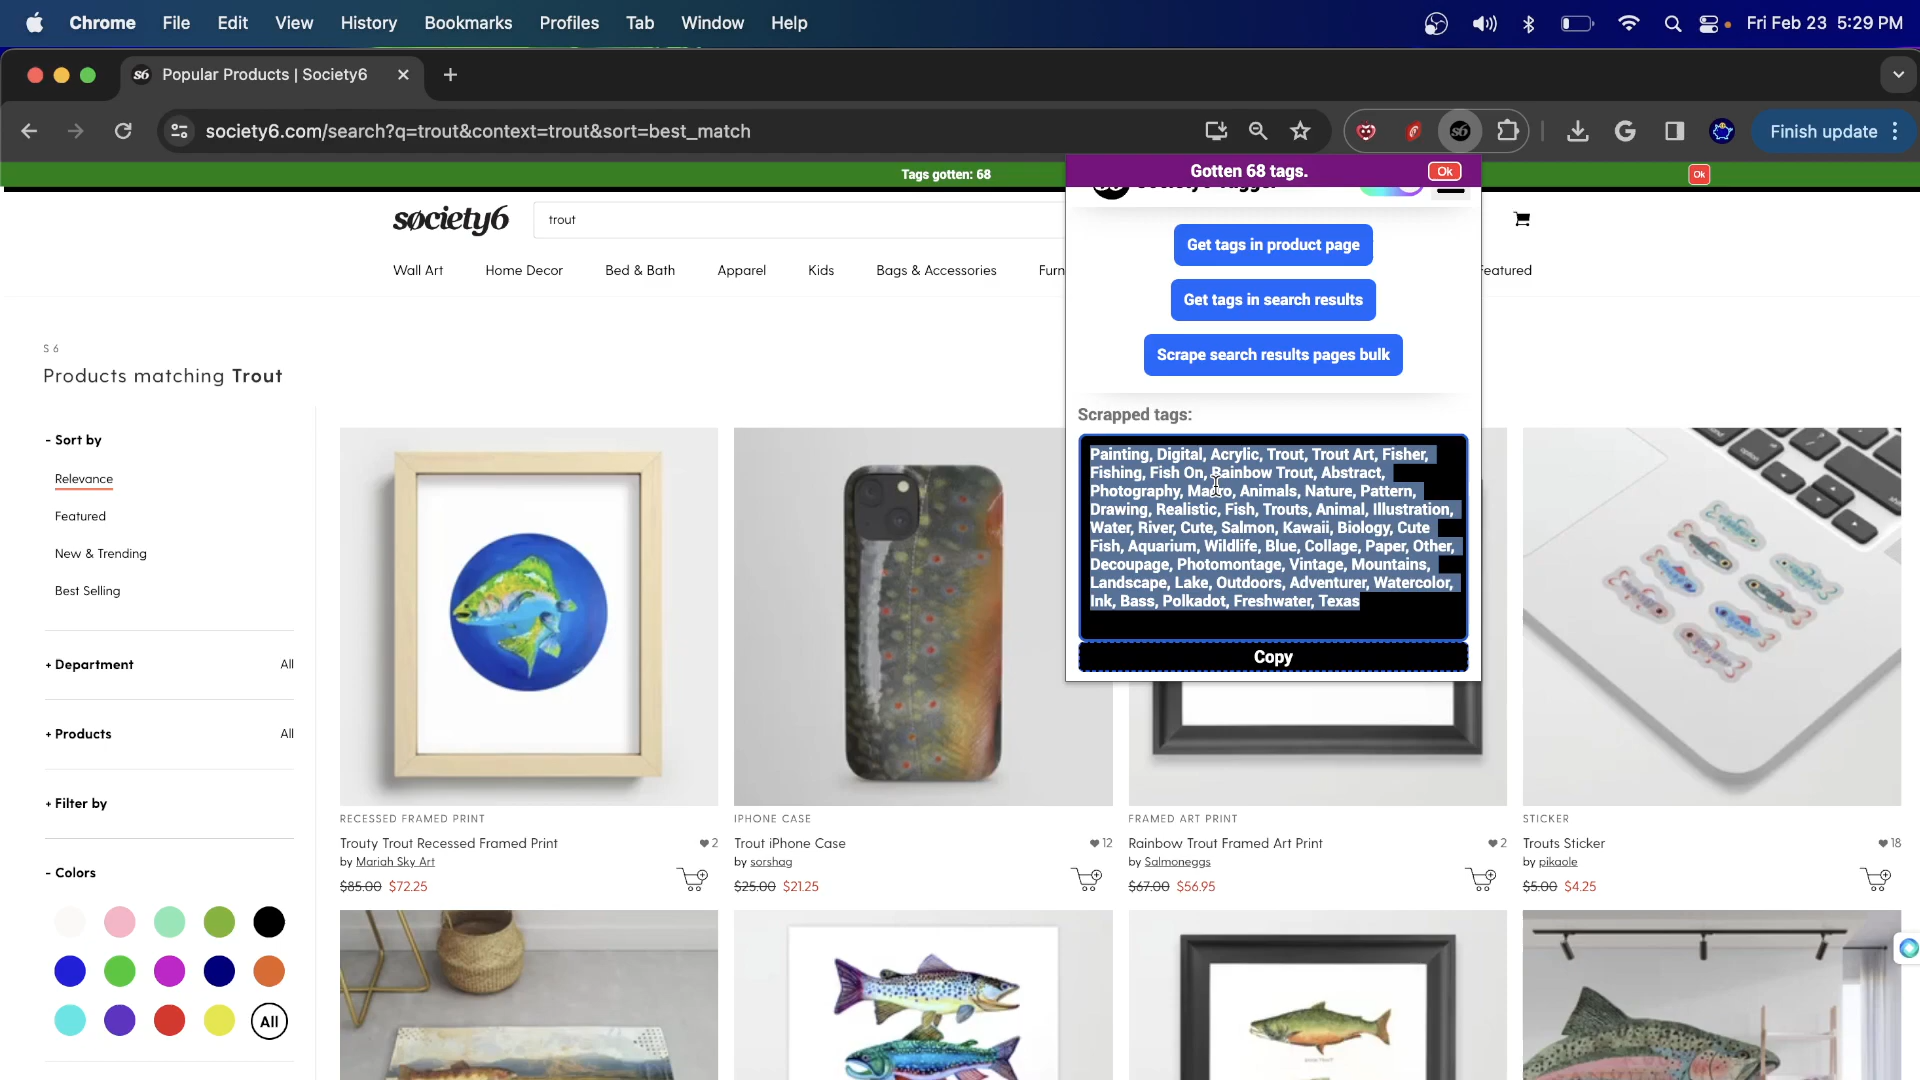 Chrome File Edit View History Bookmarks Profiles Tab Window Help
Fri Feb 23 5:29 PM
s6 Popular Products | Society6
society6.com/search?q=trout&context=trout&sort=best_match
s6
Finish update
Tags gotten: 68
Ok
Gotten 68 tags.
Ok
society6
trout
Wall Art Home Decor Bed & Bath Apparel Kids Bags & Accessories Furn
Featured
Get tags in product page
Get tags in search results
Scrape search results pages bulk
Scrapped tags:
Painting, Digital, Acrylic, Trout, Trout Art, Fisher,
Fishing, Fish On, Rainbow Trout, Abstract,
Photography, Macro, Animals, Nature, Pattern,
Drawing, Realistic, Fish, Trouts, Animal, Illustration,
Water, River, Cute, Salmon, Kawaii, Biology, Cute
Fish, Aquarium, Wildlife, Blue, Collage, Paper, Other,
Decoupage, Photomontage, Vintage, Mountains,
Landscape, Lake, Outdoors, Adventurer, Watercolor,
Ink, Bass, Polkadot, Freshwater, Texas
Copy
S6
Products matching Trout
- Sort by
Relevance
Featured
New & Trending
Best Selling
+ Department All
+ Products All
+ Filter by
- Colors
All
RECESSED FRAMED PRINT
Trouty Trout Recessed Framed Print 2
by Mariah Sky Art
$85.00 $72.25
IPHONE CASE
Trout iPhone Case 12
by sorshag
$25.00 $21.25
FRAMED ART PRINT
Rainbow Trout Framed Art Print 2
by Salmoneggs
$67.00 $56.95
STICKER
Trouts Sticker 18
by pikaole
$5.00 $4.25